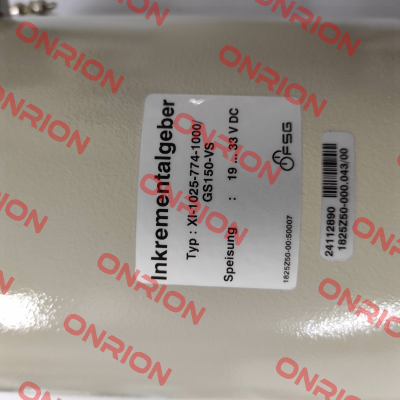 Inkrementalgeber
Typ : XI-1025-774-1000/
GS150-VS
Speisung : 19 ... 33 V DC
FSG
1825Z50-00:50007
24112890
1825Z50-000.043/00
ONRION
ONRION
ONRION
ONRION
ONRION
ONRION
ONRION
ONRION
ONRION
ONRION